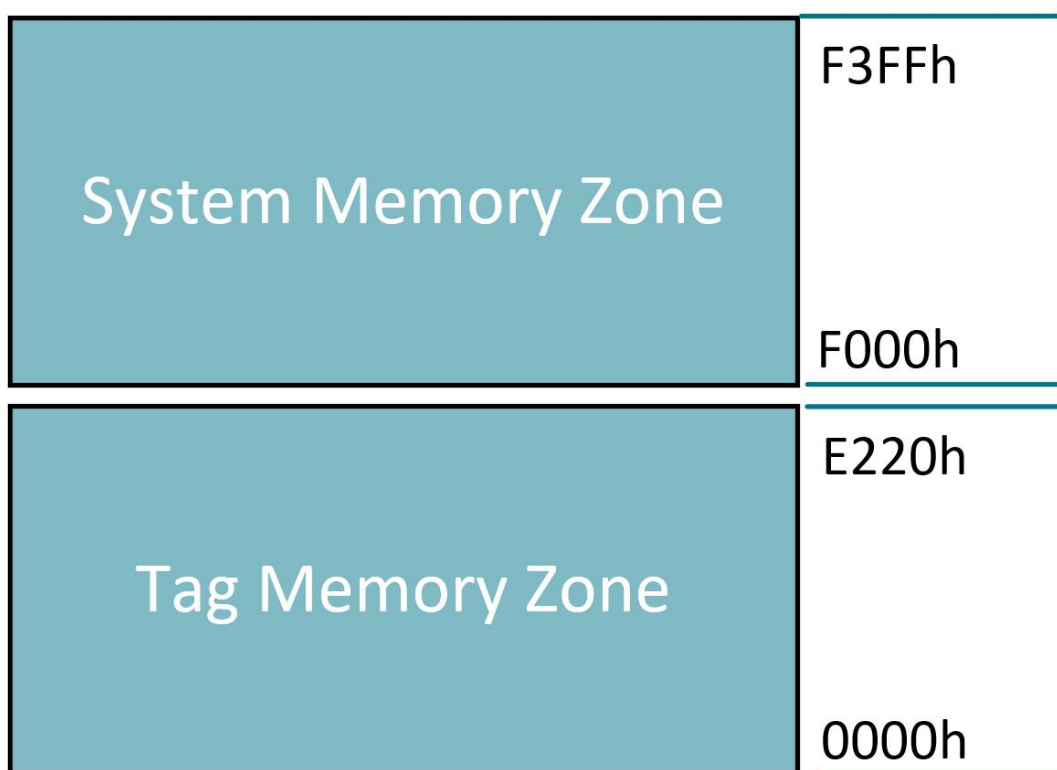 F3FFh
System Memory Zone
F000h
E220h
Tag Memory Zone
0000h